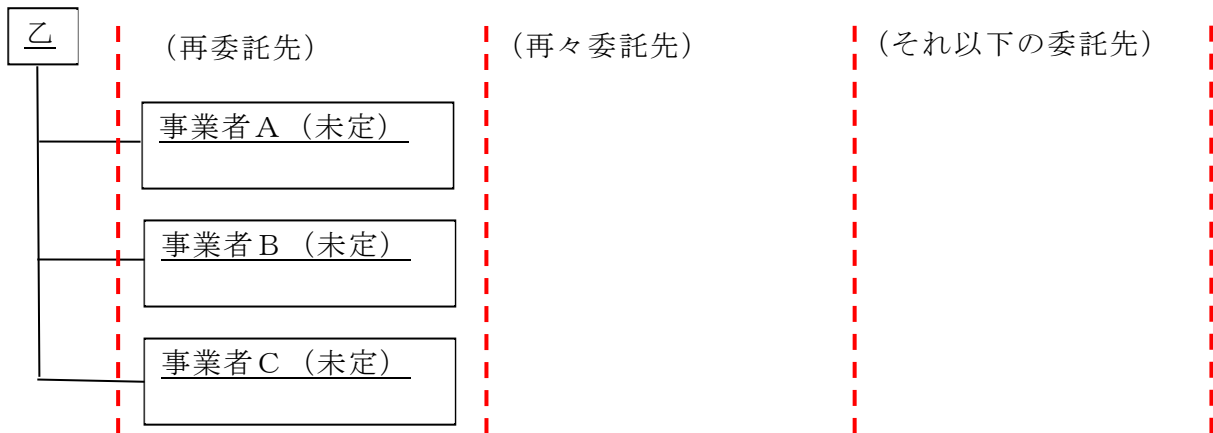 乙
（再委託先）
（再々委託先）
（それ以下の委託先）
事業者Ａ（未定）
事業者Ｂ（未定）
事業者Ｃ（未定）